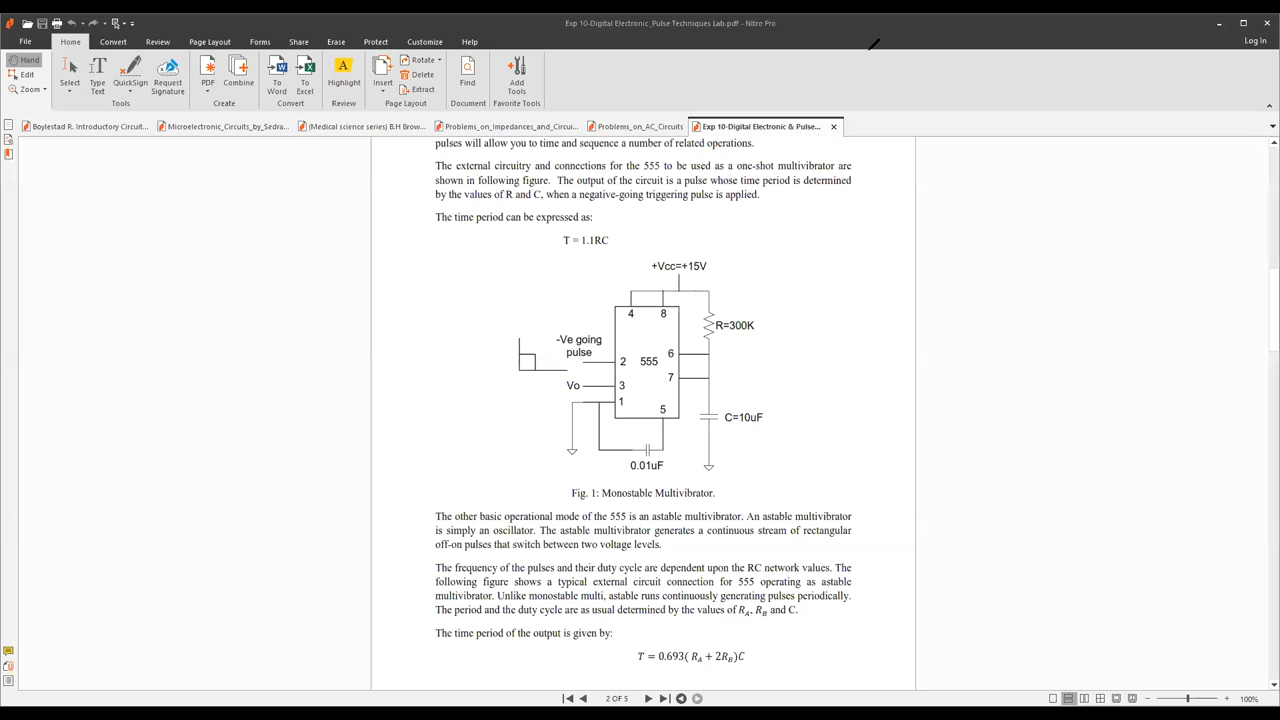 Exp 10-Digital Electronic_Pulse Techniques Lab.pdf - Nitro Pro
File Home Convert Review Page Layout Forms Share Erase Protect Customize Help
Log In
Hand
Edit
Zoom
Select
Type Text
QuickSign
Request Signature
Tools
PDF
Combine
Create
To Word
To Excel
Convert
Highlight
Review
Insert
Rotate
Delete
Extract
Page Layout
Find
Document
Add Tools
Favorite Tools
Boylestad R. Introductory Circuit...
Microelectronic_Circuits_by_Sedra...
(Medical science series) B.H Brow...
Problems_on_Impedances_and_Circui...
Problems_on_AC_Circuits
Exp 10-Digital Electronic & Pulse...
pulses will allow you to time and sequence a number of related operations.
The external circuitry and connections for the 555 to be used as a one-shot multivibrator are
shown in following figure. The output of the circuit is a pulse whose time period is determined
by the values of R and C, when a negative-going triggering pulse is applied.
The time period can be expressed as:
T = 1.1RC
+Vcc=+15V
4 8
R=300K
-Ve going
pulse
6
2 555
7
Vo 3
1
5
C=10uF
0.01uF
Fig. 1: Monostable Multivibrator.
The other basic operational mode of the 555 is an astable multivibrator. An astable multivibrator
is simply an oscillator. The astable multivibrator generates a continuous stream of rectangular
off-on pulses that switch between two voltage levels.
The frequency of the pulses and their duty cycle are dependent upon the RC network values. The
following figure shows a typical external circuit connection for 555 operating as astable
multivibrator. Unlike monostable multi, astable runs continuously generating pulses periodically.
The period and the duty cycle are as usual determined by the values of R_A, R_B and C.
The time period of the output is given by:
T = 0.693( R_A + 2R_B)C
2 OF 5
100%